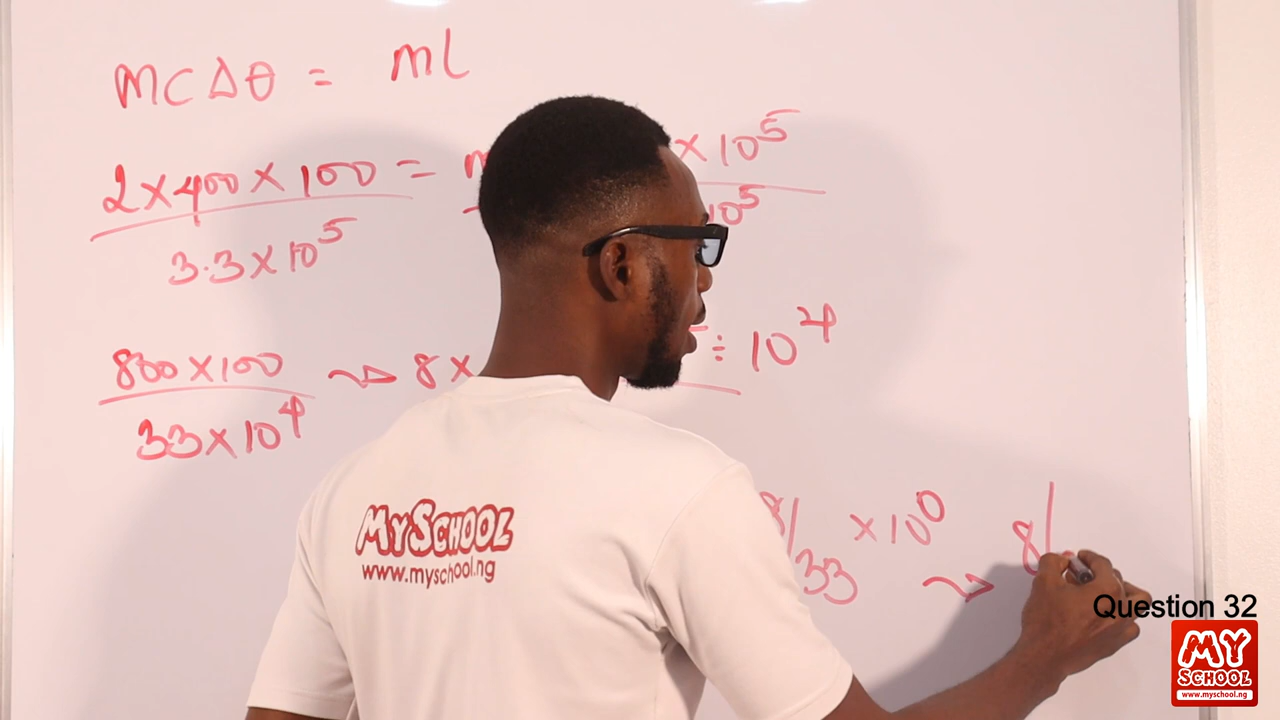 MCΔθ = ml
2×400×100 = m × 10⁵
3.3×10⁵ 10⁵
800×100 ⇝ 8× ÷ 10⁴
33×10⁴
8/33 ×10⁰ ⇝ 8/
MYSCHOOL
www.myschool.ng
Question 32
MY
SCHOOL
www.myschool.ng